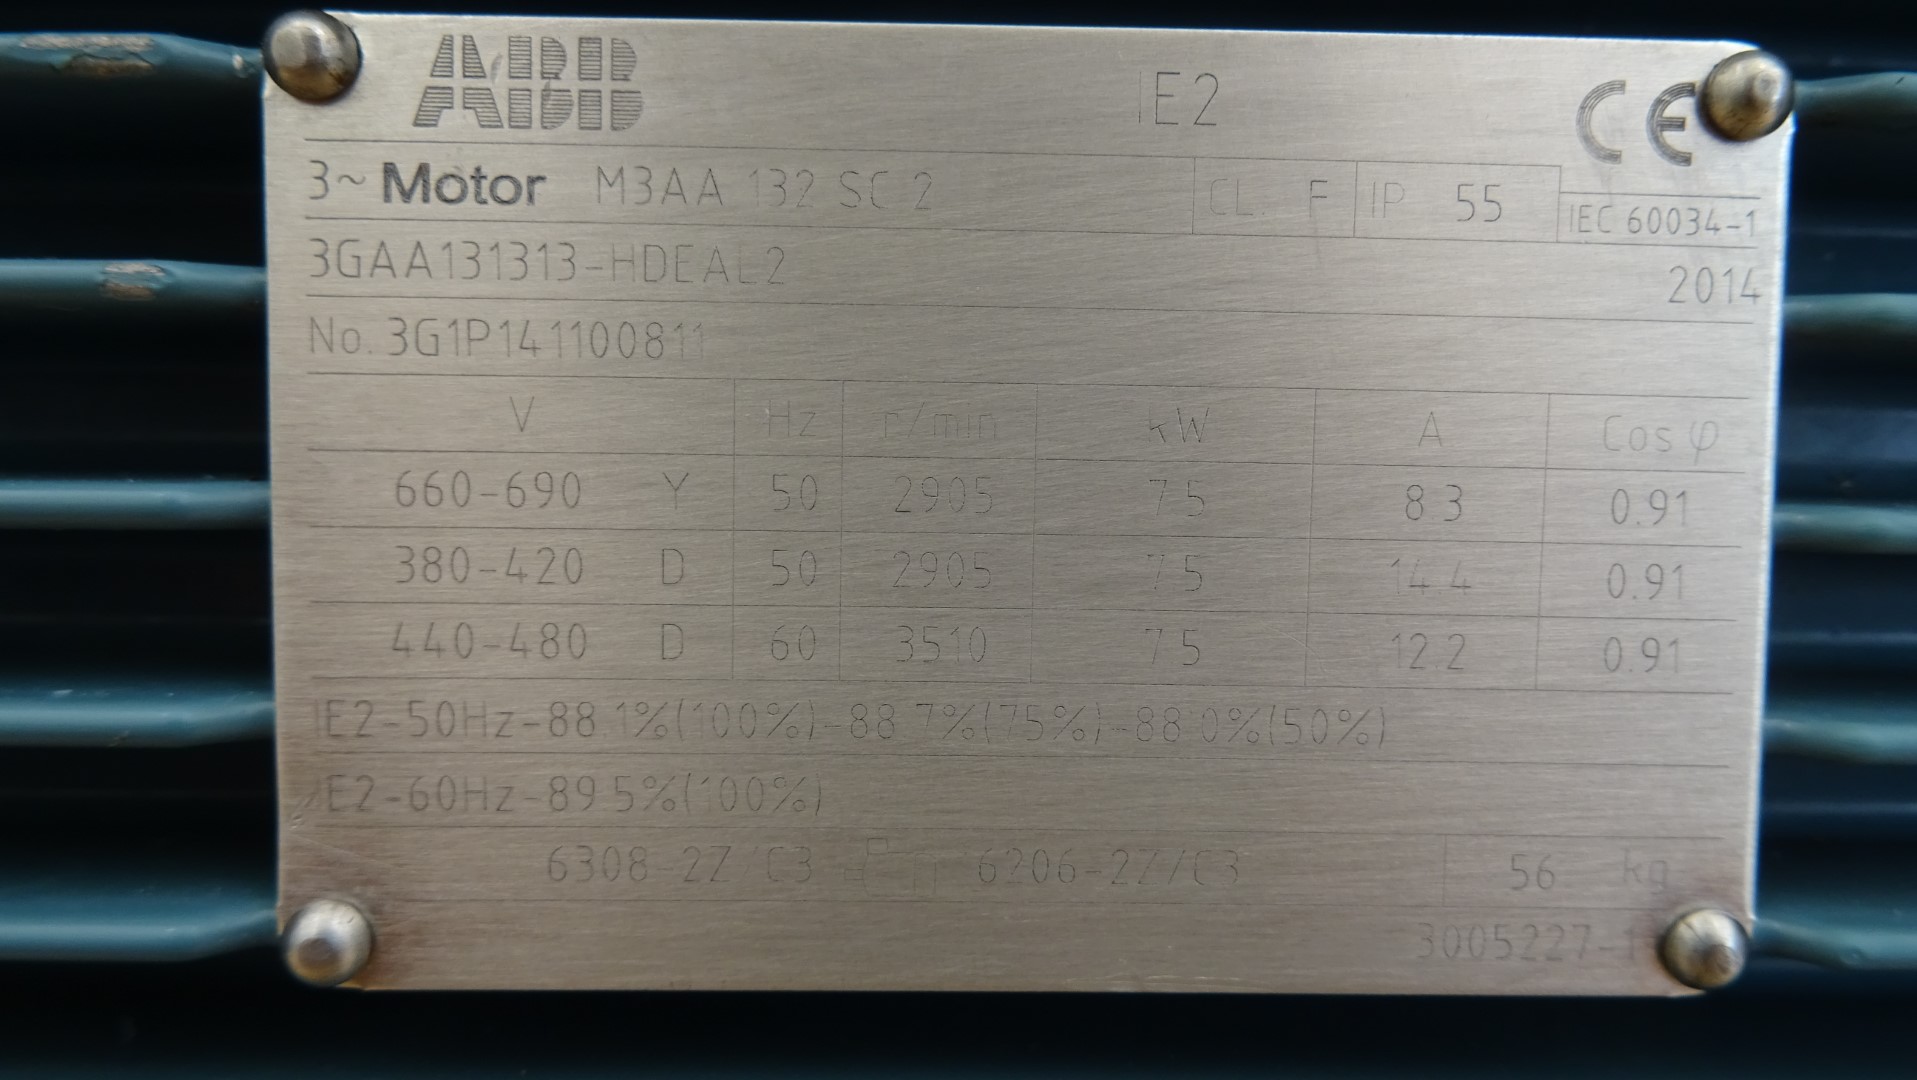 ABB IE2 CE
3~ Motor M3AA 132 SC 2 CL. F IP 55 IEC 60034-1
3GAA131313-HDEAL2 2014
No. 3G1P141100811
V Hz r/min kW A Cos φ
660-690 Y 50 2905 7.5 8.3 0.91
380-420 D 50 2905 7.5 14.4 0.91
440-480 D 60 3510 7.5 12.2 0.91
IE2-50Hz-88.1%(100%)-88.7%(75%)-88.0%(50%)
IE2-60Hz-89.5%(100%)
6308-2Z/C3 6206-2Z/C3 56 kg
3005227-1